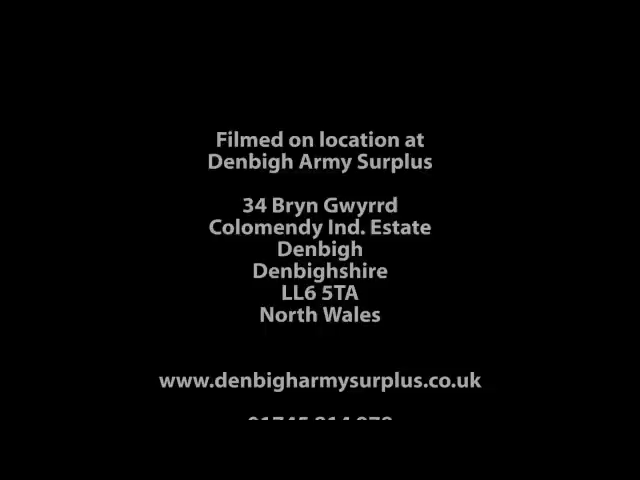 Filmed on location at
Denbigh Army Surplus
34 Bryn Gwyrrd
Colomendy Ind. Estate
Denbigh
Denbighshire
LL6 5TA
North Wales
www.denbigharmysurplus.co.uk